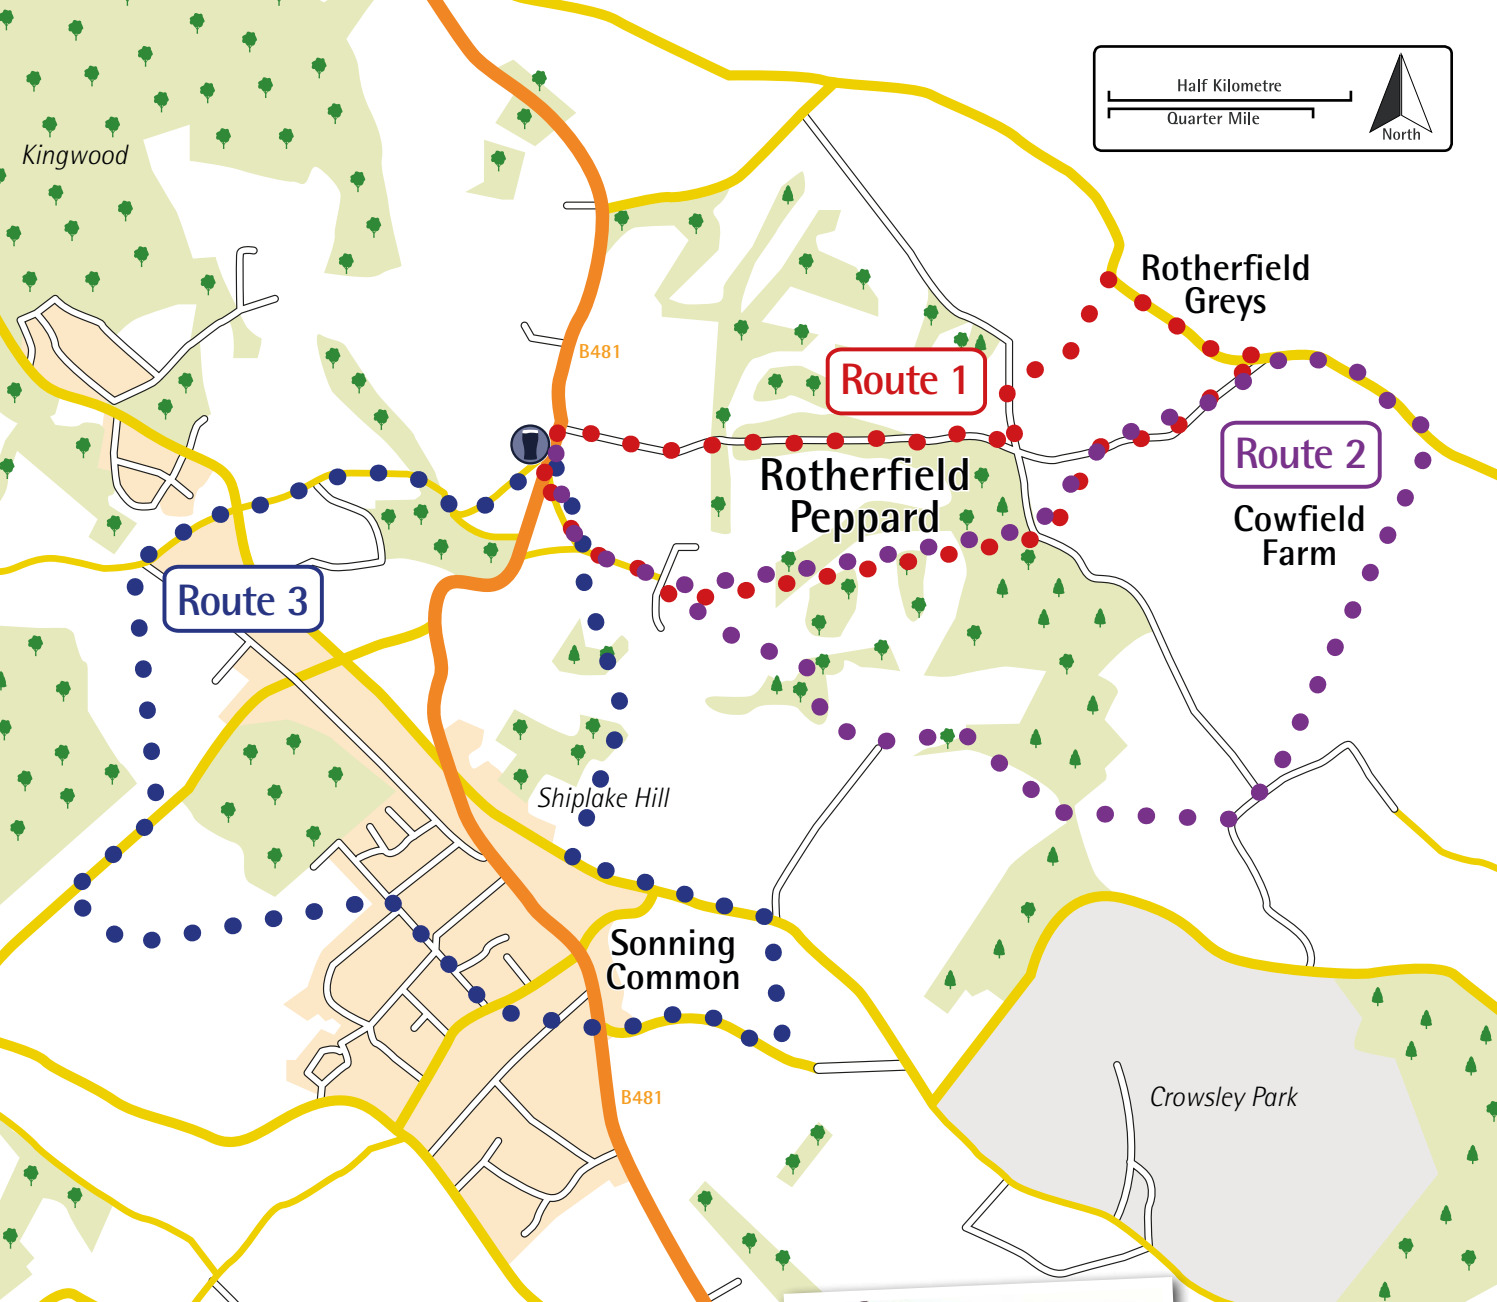 Half Kilometre
Quarter Mile
North
Kingwood
Rotherfield
Greys
B481
Route 1
Route 2
Rotherfield
Peppard
Cowfield
Farm
Route 3
Shiplake Hill
Sonning
Common
B481
Crowsley Park